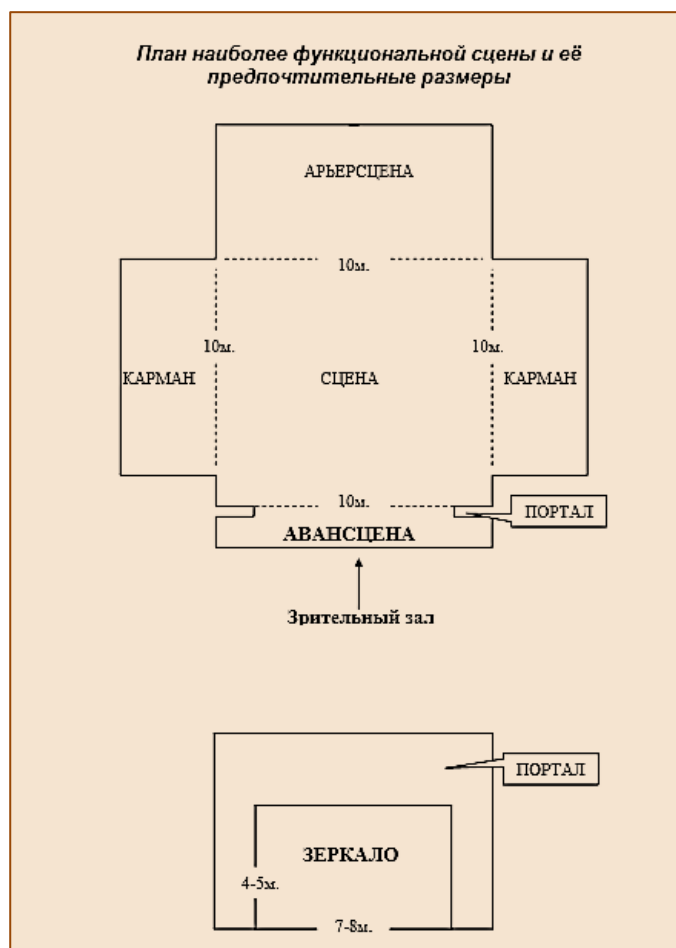 План наиболее функциональной сцены и её
предпочтительные размеры
АРЬЕРСЦЕНА
10м.
10м.
10м.
КАРМАН
СЦЕНА
КАРМАН
10м.
ПОРТАЛ
АВАНСЦЕНА
Зрительный зал
ПОРТАЛ
ЗЕРКАЛО
4-5м.
7-8м.